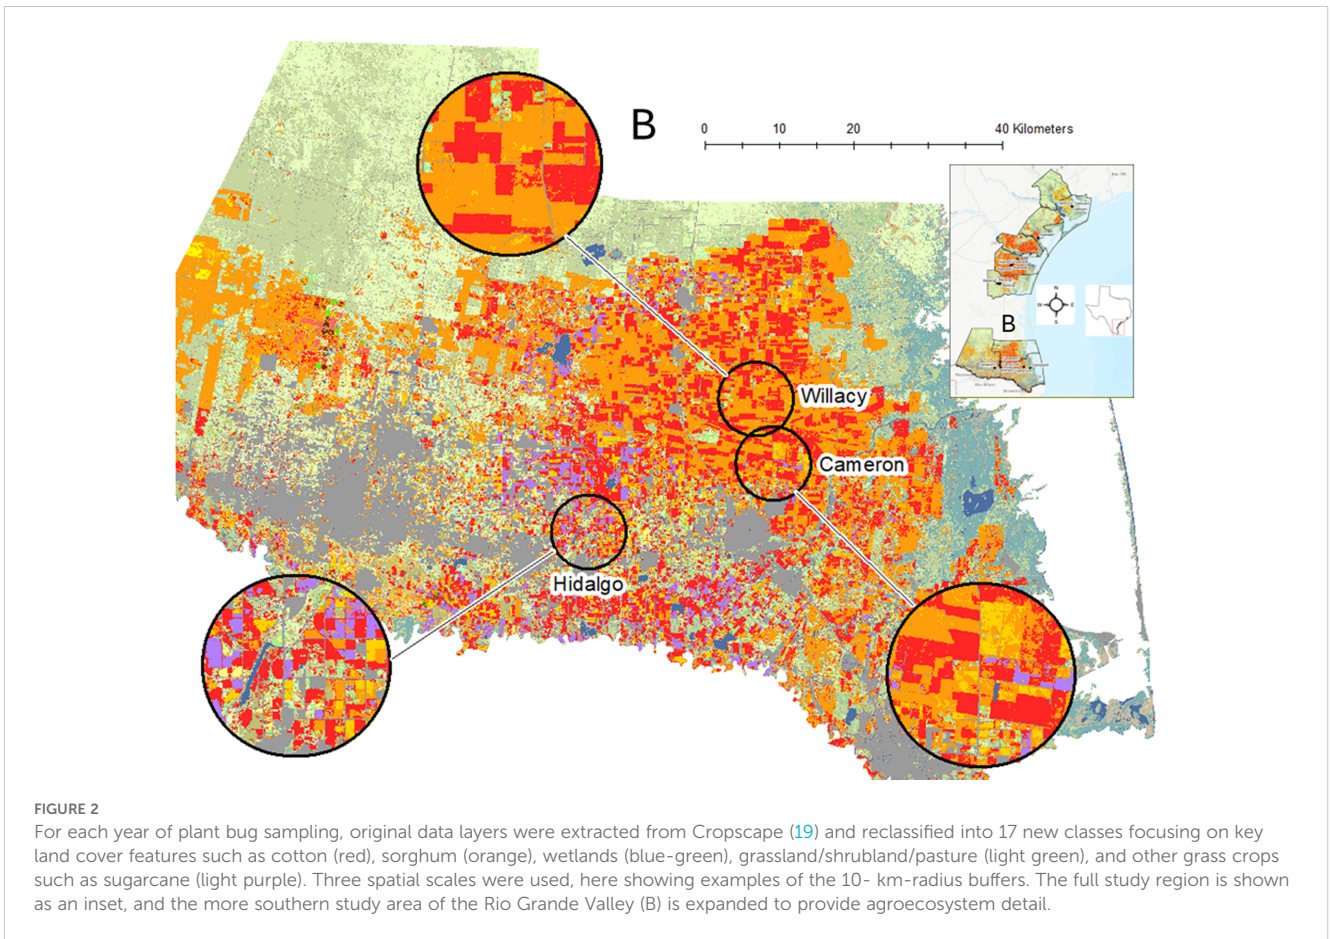 B
0 10 20 40 Kilometers
N
W E
S
B
Willacy
Cameron
Hidalgo
FIGURE 2
For each year of plant bug sampling, original data layers were extracted from Cropscape (19) and reclassified into 17 new classes focusing on key
land cover features such as cotton (red), sorghum (orange), wetlands (blue-green), grassland/shrubland/pasture (light green), and other grass crops
such as sugarcane (light purple). Three spatial scales were used, here showing examples of the 10- km-radius buffers. The full study region is shown
as an inset, and the more southern study area of the Rio Grande Valley (B) is expanded to provide agroecosystem detail.